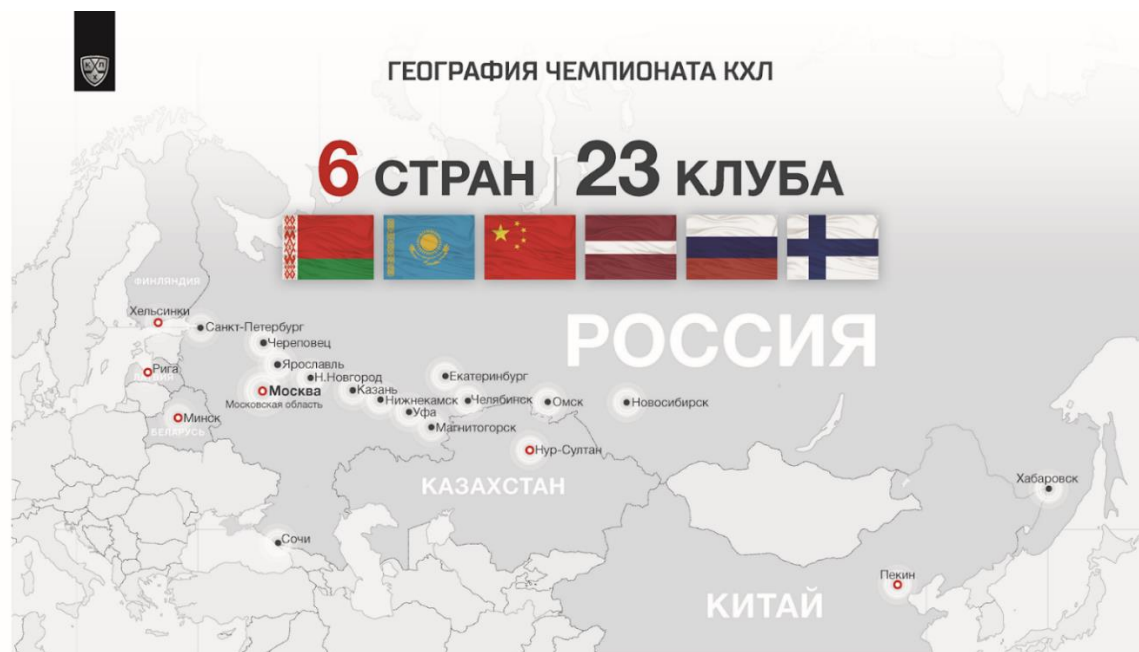 ГЕОГРАФИЯ ЧЕМПИОНАТА КХЛ
6 СТРАН | 23 КЛУБА
ФИНЛЯНДИЯ
Хельсинки
Санкт-Петербург
РОССИЯ
Череповец
Ярославль
Рига
Н.Новгород
Екатеринбург
Москва
Московская область
Казань
Нижнекамск
Челябинск
Омск
Новосибирск
Уфа
Минск
БЕЛАРУСЬ
Магнитогорск
Нур-Султан
КАЗАХСТАН
Хабаровск
Сочи
Пекин
КИТАЙ